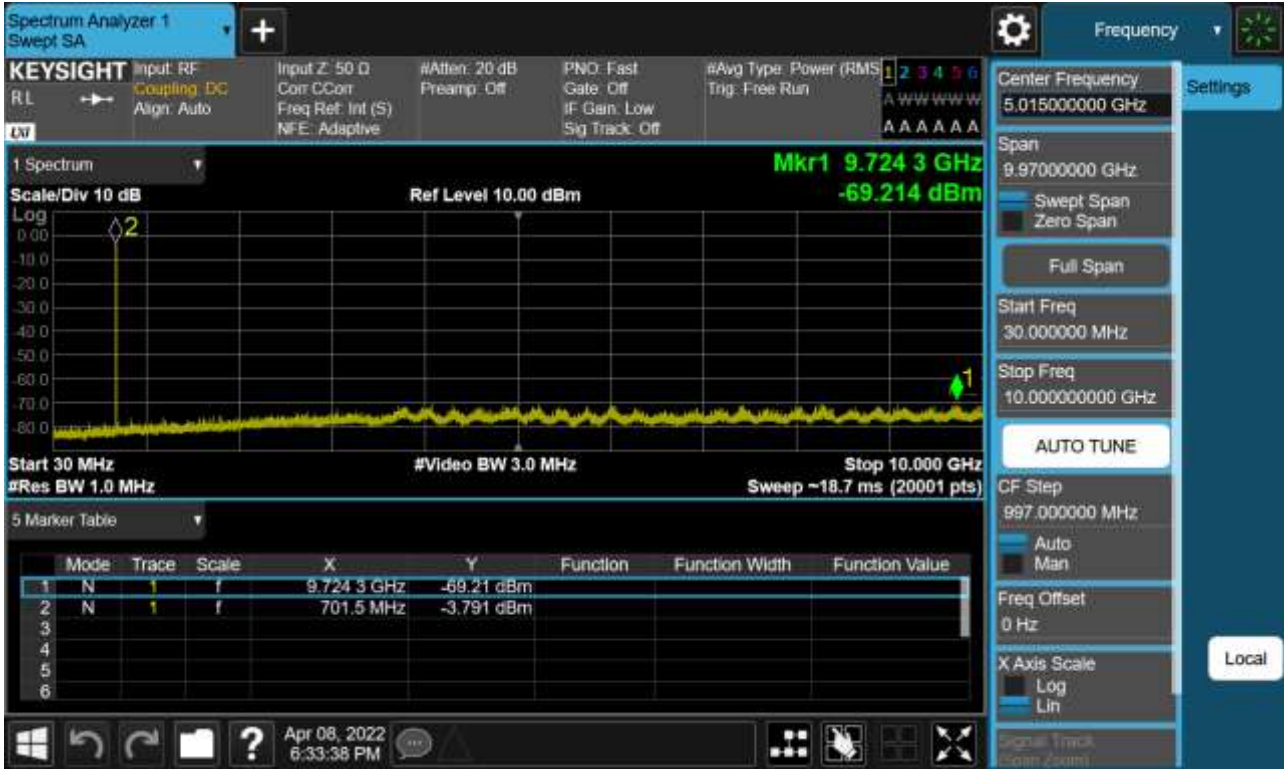 Spectrum Analyzer 1
Swept SA
+
Frequency
KEYSIGHT
RL
LXI
Input: RF
Coupling: DC
Align: Auto
Input Z: 50 Ω
Corr CCorr
Freq Ref: Int (S)
NFE: Adaptive
#Atten: 20 dB
Preamp: Off
PNO: Fast
Gate: Off
IF Gain: Low
Sig Track: Off
#Avg Type: Power (RMS
Trig: Free Run
1 2 3 4 5 6
A W W W W W
A A A A A A
1 Spectrum
Scale/Div 10 dB
Ref Level 10.00 dBm
Mkr1 9.724 3 GHz
-69.214 dBm
Log
0.00
-10.0
-20.0
-30.0
-40.0
-50.0
-60.0
-70.0
-80.0
2
1
Start 30 MHz
#Video BW 3.0 MHz
Stop 10.000 GHz
#Res BW 1.0 MHz
Sweep ~18.7 ms (20001 pts)
5 Marker Table
Mode Trace Scale X Y Function Function Width Function Value
1 N 1 f 9.724 3 GHz -69.21 dBm
2 N 1 f 701.5 MHz -3.791 dBm
3
4
5
6
?
Apr 08, 2022
6:33:38 PM
Center Frequency
5.015000000 GHz
Settings
Span
9.97000000 GHz
Swept Span
Zero Span
Full Span
Start Freq
30.000000 MHz
Stop Freq
10.000000000 GHz
AUTO TUNE
CF Step
997.000000 MHz
Auto
Man
Freq Offset
0 Hz
X Axis Scale
Log
Lin
Local
Signal Track
(Span Zoom)